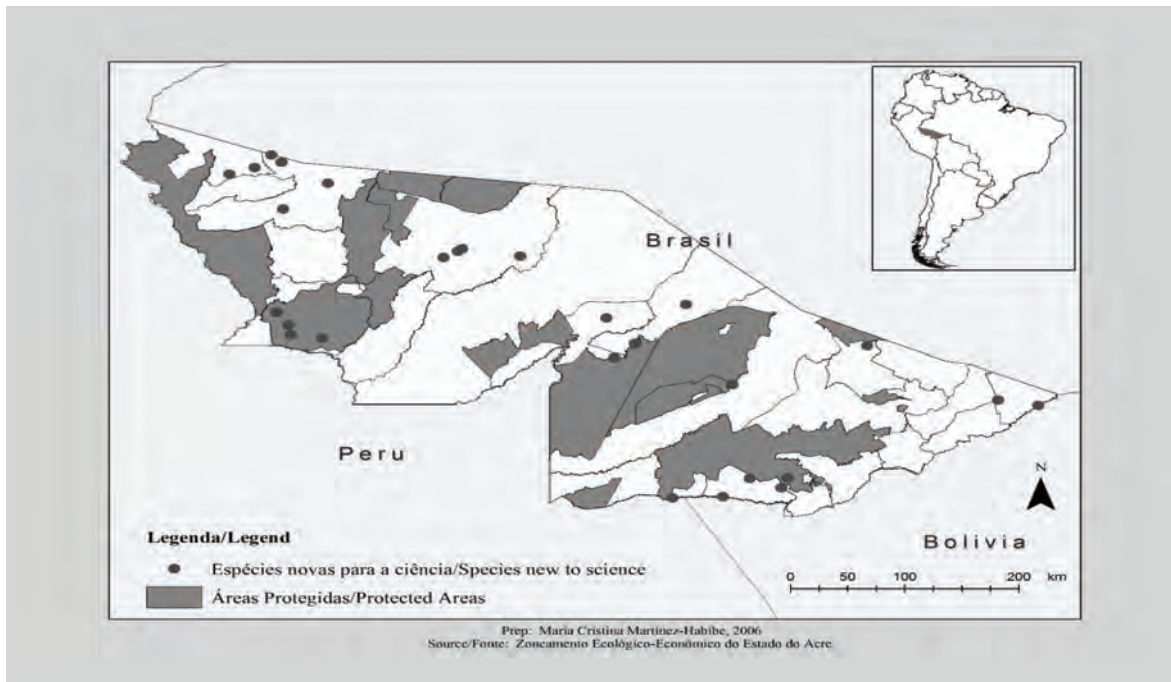 Brasil
Peru
N
Bolivia
Legenda/Legend
Espécies novas para a ciência/Species new to science
Áreas Protegidas/Protected Areas
0 50 100 200 km
Prep: Maria Cristina Martinez-Habibe, 2006
Source/Fonte: Zoneamento Ecológico-Econômico do Estado do Acre